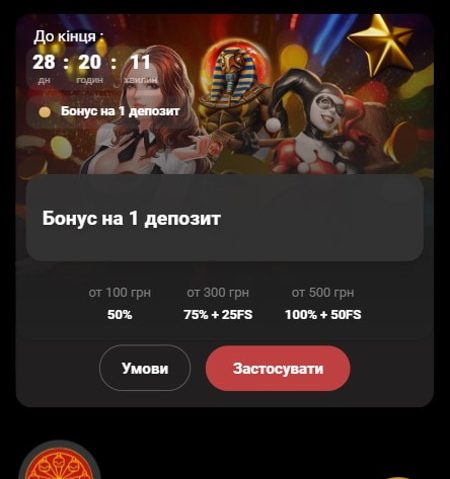 До кінця :
28 : 20 : 11
дн годин хвилин
Бонус на 1 депозит
Бонус на 1 депозит
от 100 грн от 300 грн от 500 грн
50% 75% + 25FS 100% + 50FS
Умови Застосувати